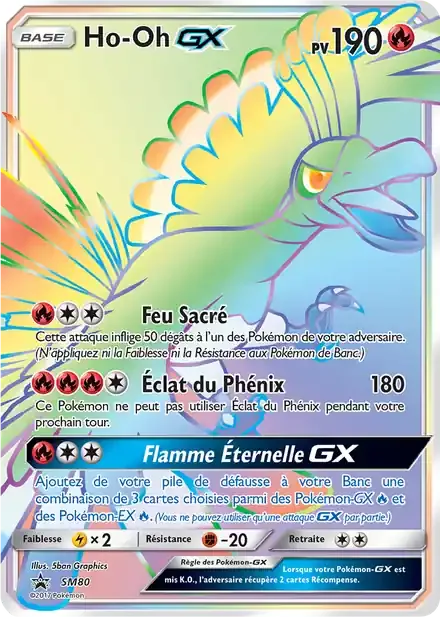 BASE Ho-Oh GX PV190
Feu Sacré
Cette attaque inflige 50 dégâts à l'un des Pokémon de votre adversaire.
(N'appliquez ni la Faiblesse ni la Résistance aux Pokémon de Banc.)
Éclat du Phénix 180
Ce Pokémon ne peut pas utiliser Éclat du Phénix pendant votre
prochain tour.
Flamme Éternelle GX
Ajoutez de votre pile de défausse à votre Banc une
combinaison de 3 cartes choisies parmi des Pokémon-GX et
des Pokémon-EX . (Vous ne pouvez utiliser qu'une attaque GX par partie.)
Faiblesse ×2 Résistance -20 Retraite
Illus. 5ban Graphics
SM80
©2017 Pokémon
Règle des Pokémon-GX
Lorsque votre Pokémon-GX est
mis K.O., l'adversaire récupère 2 cartes Récompense.